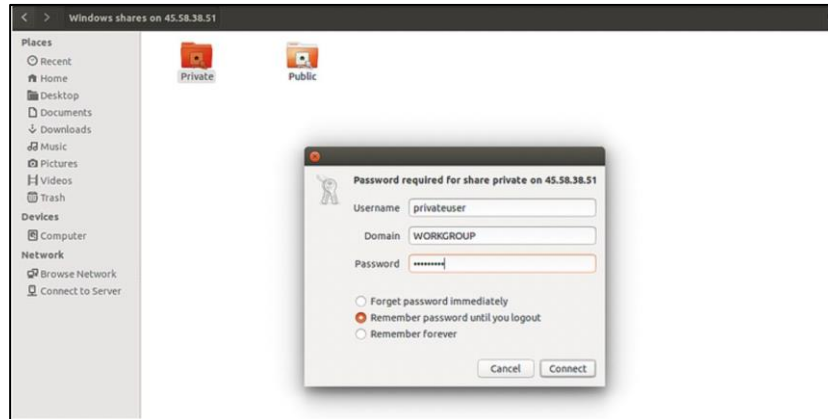 Windows shares on 45.58.38.51
Places
Recent
Home
Desktop
Documents
Downloads
Music
Pictures
Videos
Trash
Devices
Computer
Network
Browse Network
Connect to Server
Private
Public
Password required for share private on 45.58.38.51
Username privateuser
Domain WORKGROUP
Password ••••••••
Forget password immediately
Remember password until you logout
Remember forever
Cancel Connect